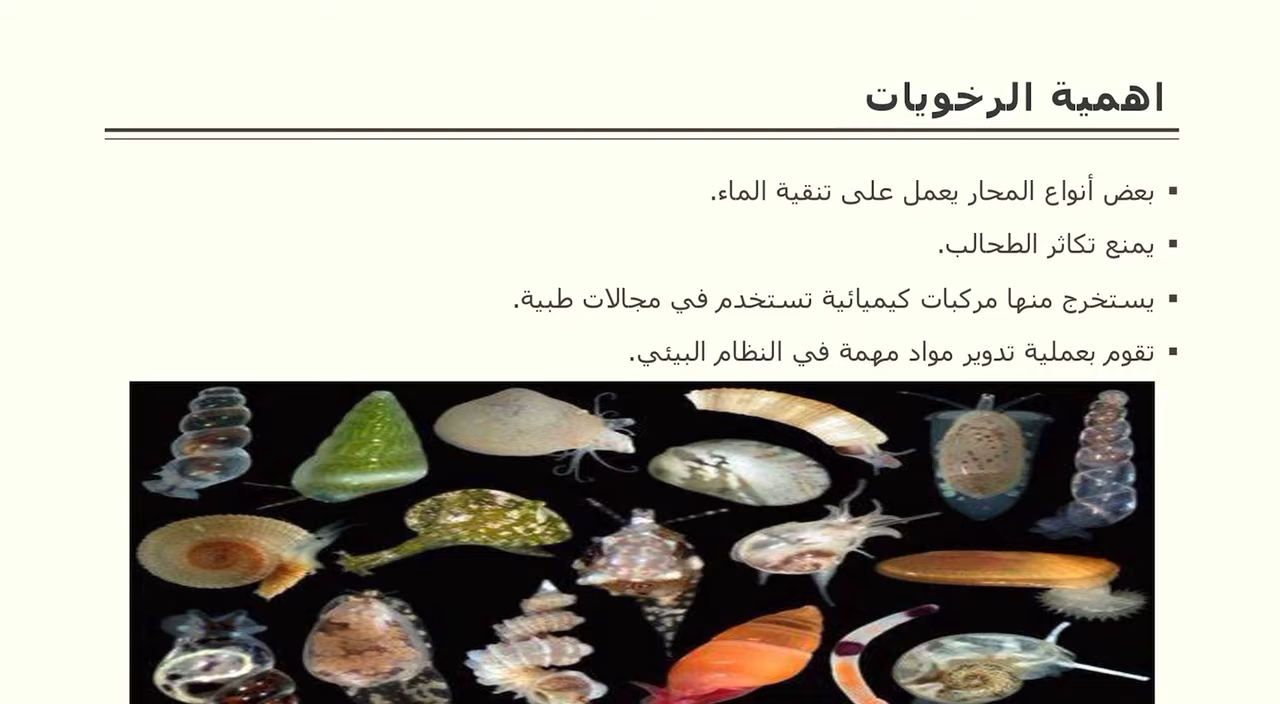 اهمية الرخويات
▪ بعض أنواع المحار يعمل على تنقية الماء.
▪ يمنع تكاثر الطحالب.
▪ يستخرج منها مركبات كيميائية تستخدم في مجالات طبية.
▪ تقوم بعملية تدوير مواد مهمة في النظام البيئي.